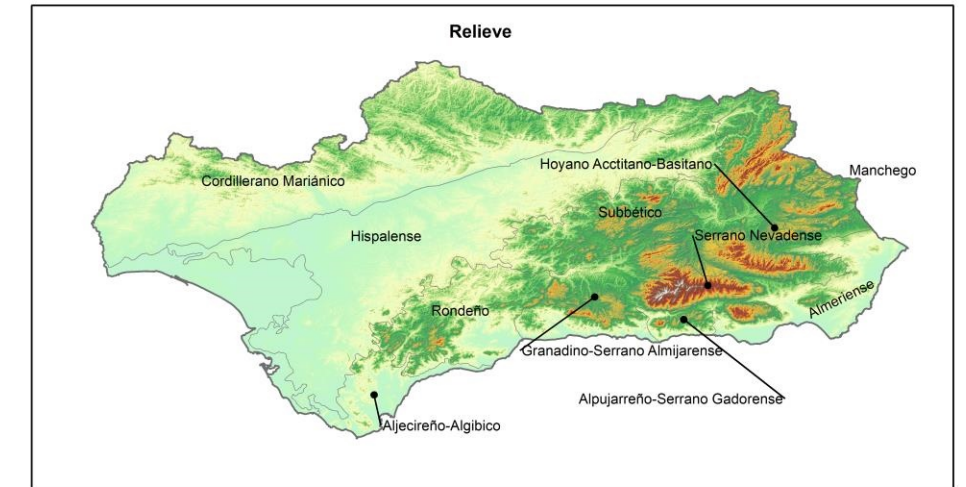 Relieve
Hoyano Acctitano-Basitano
Manchego
Cordillerano Mariánico
Subbético
Hispalense
Serrano Nevadense
Almeriense
Rondeño
Granadino-Serrano Almijarense
Alpujarreño-Serrano Gadorense
Aljecireño-Algibico